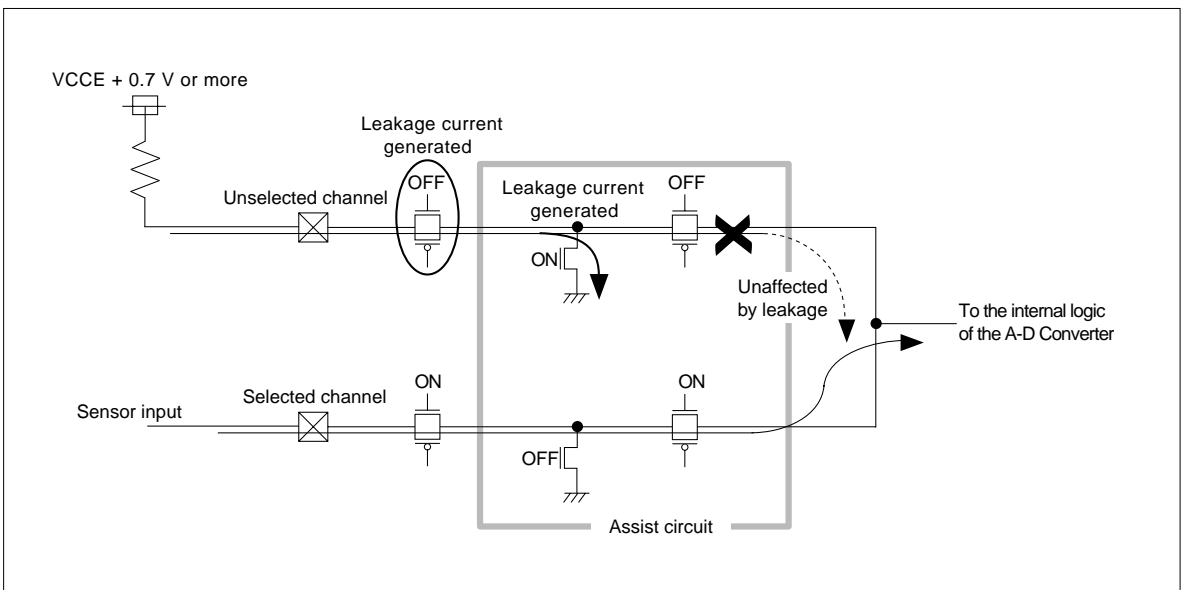 VCCE + 0.7 V or more
Leakage current
generated
OFF
Unselected channel
Leakage current
generated
OFF
ON
Unaffected
by leakage
To the internal logic
of the A-D Converter
ON
ON
Selected channel
Sensor input
OFF
Assist circuit